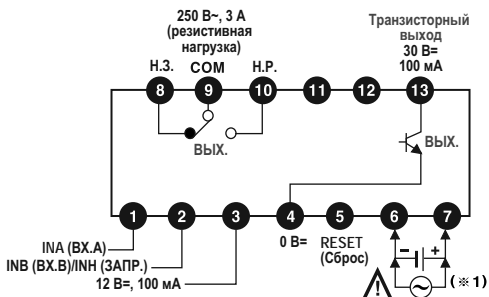 250 В~, 3 А
(резистивная
нагрузка)
Транзисторный
выход
30 В=
100 мА
Н.З.
COM
Н.Р.
8
9
10
11
12
13
ВЫХ.
ВЫХ.
1
2
3
4
5
6
7
INA (ВХ.А)
INB (ВХ.В)/INH (ЗАПР.)
12 В=, 100 мА
0 В=
RESET
(Сброс)
- +
(※1)